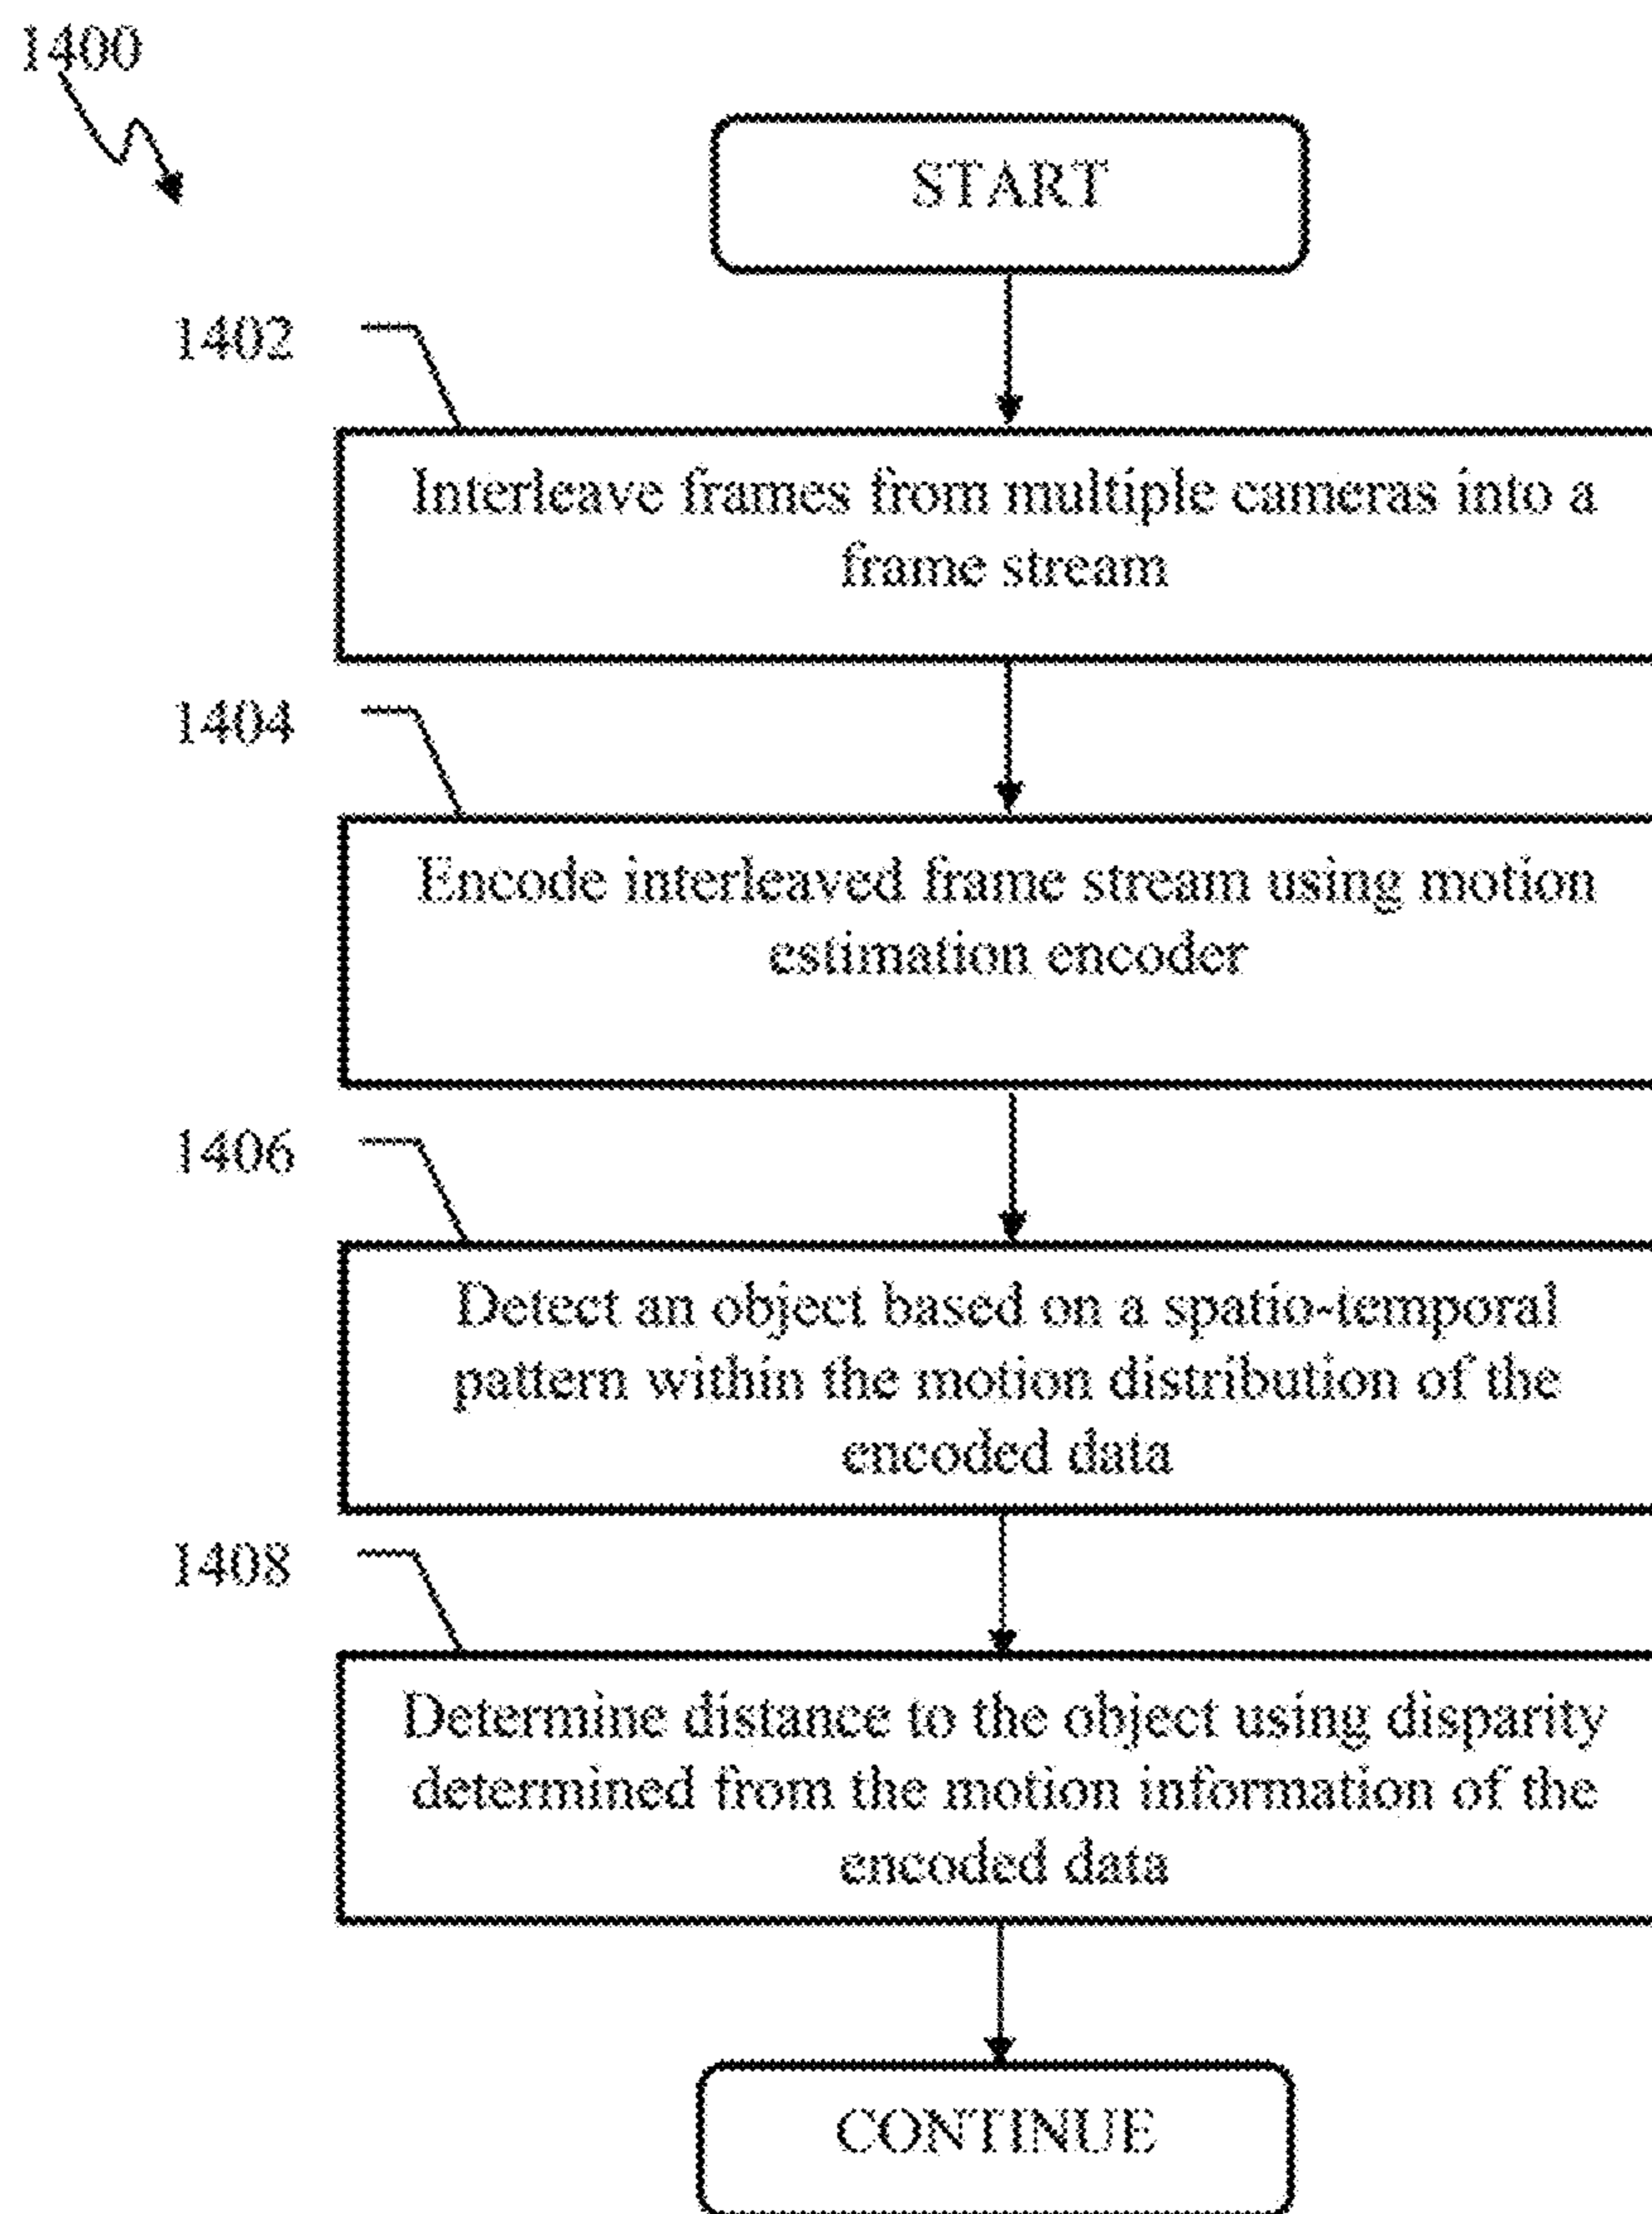 1400
START
1402
Interleave frames from multiple cameras into a
frame stream
1404
Encode interleaved frame stream using motion
estimation encoder
1406
Detect an object based on a spatio-temporal
pattern within the motion distribution of the
encoded data
1408
Determine distance to the object using disparity
determined from the motion information of the
encoded data
CONTINUE